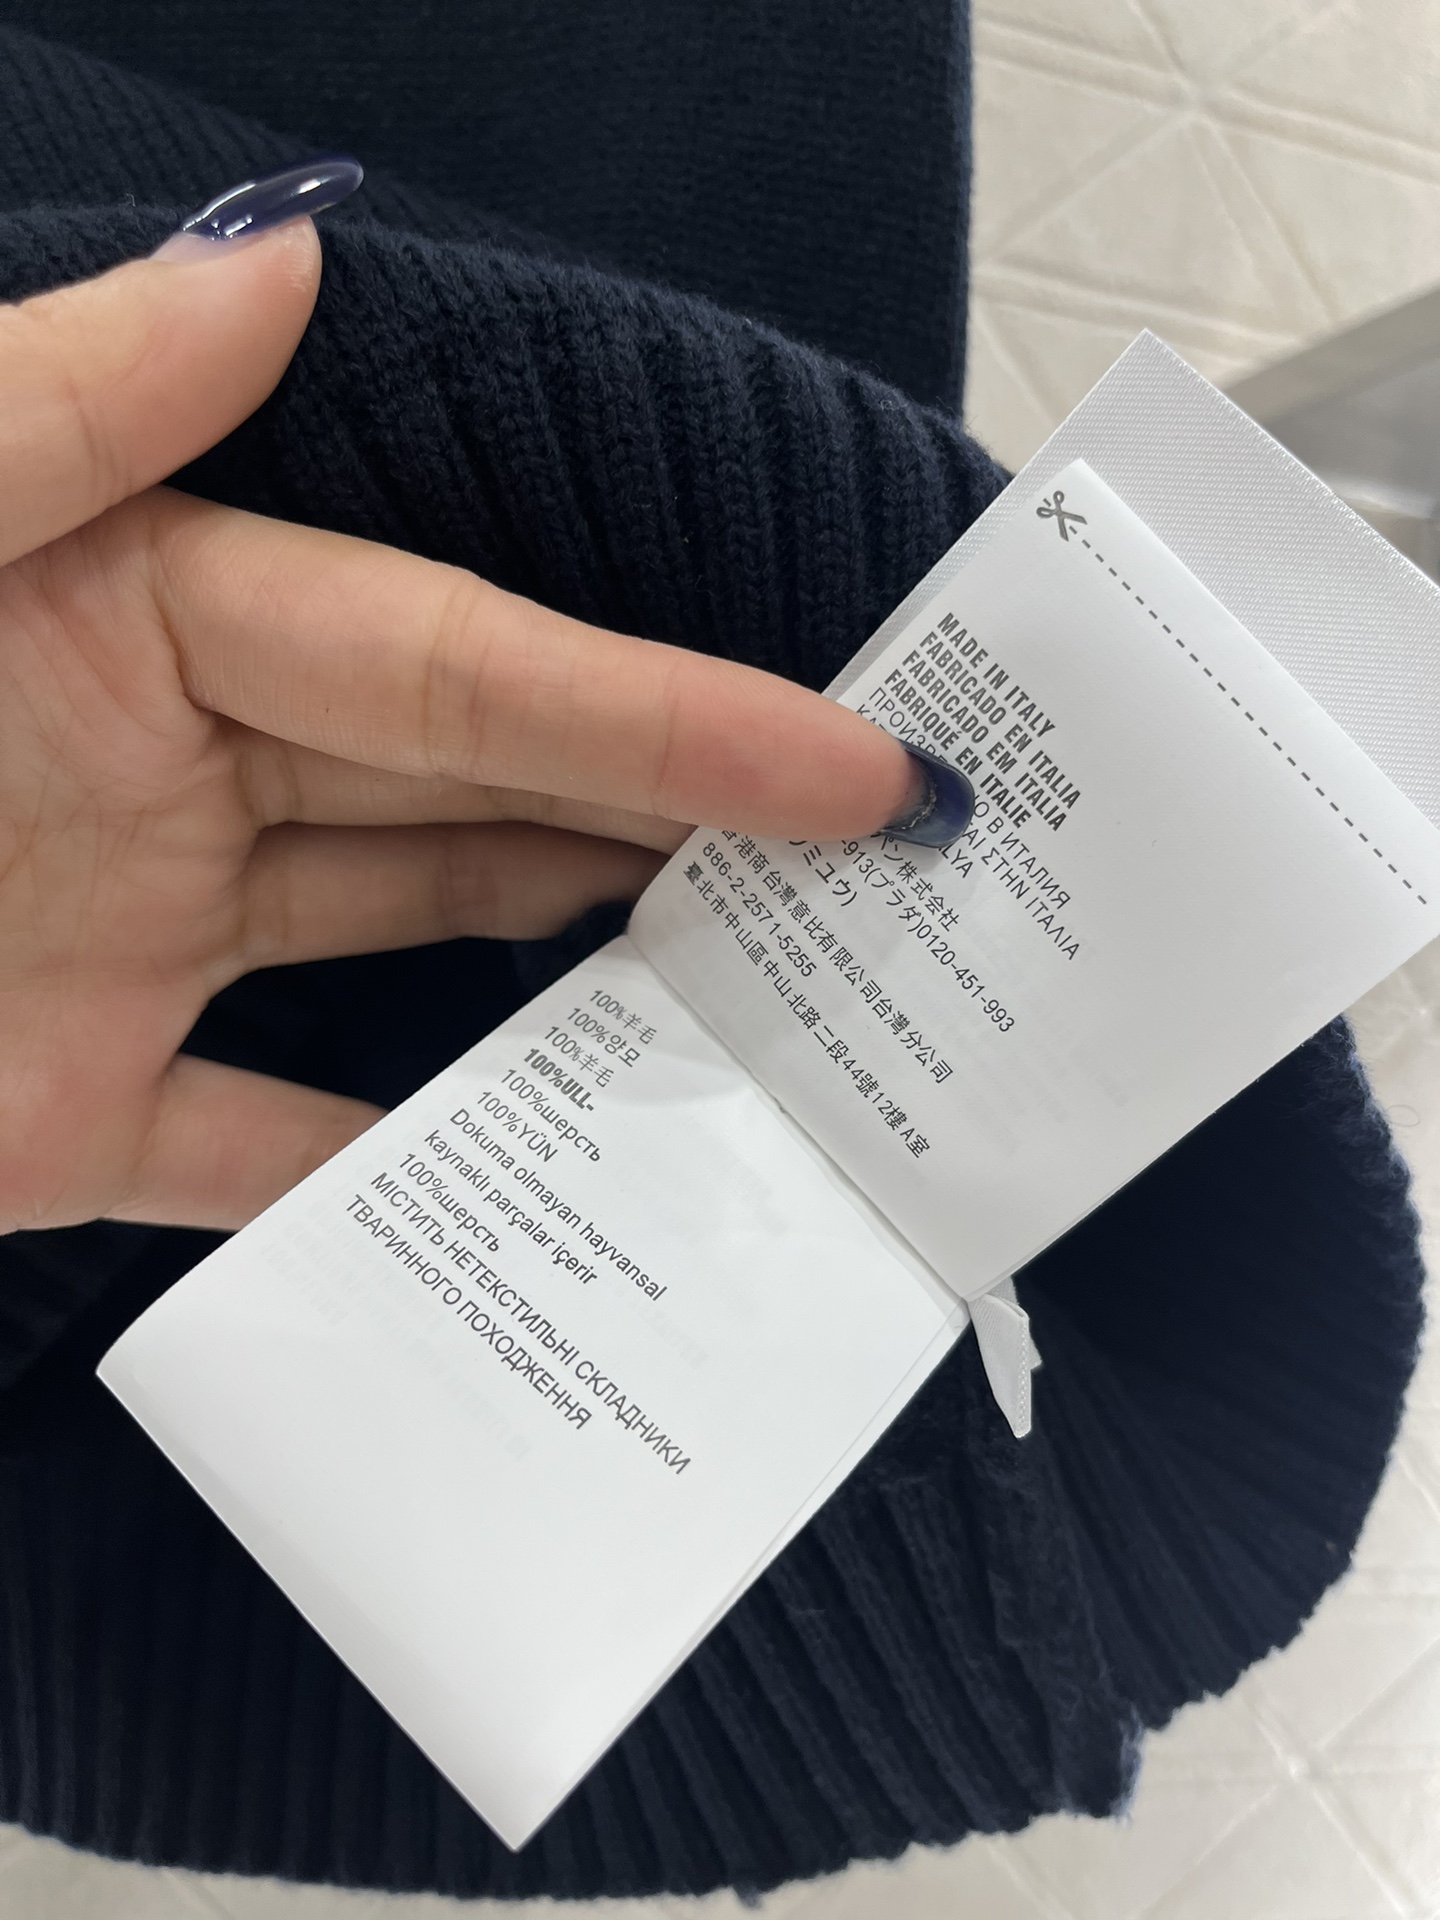 MADE IN ITALY
FABRICADO EN ITALIA
FABRICADO EM ITALIA
FABRIQUÉ EN ITALIE
В ИТАЛИЯ
ΣΤΗΝ ΙΤΑΛΙΑ
株式会社
(プラダ)0120-451-993
ミュウ)
香港商台灣意比有限公司台灣分公司
886-2-2571-5255
臺北市中山區中山北路二段44號12樓A室
100%羊毛
100%양모
100%羊毛
100%ULL-
100%шерсть
100%YÜN
Dokuma olmayan hayvansal
kaynaklı parçalar içerir
100%шерсть
МІСТИТЬ НЕТЕКСТИЛЬНІ СКЛАДНИКИ
ТВАРИННОГО ПОХОДЖЕННЯ